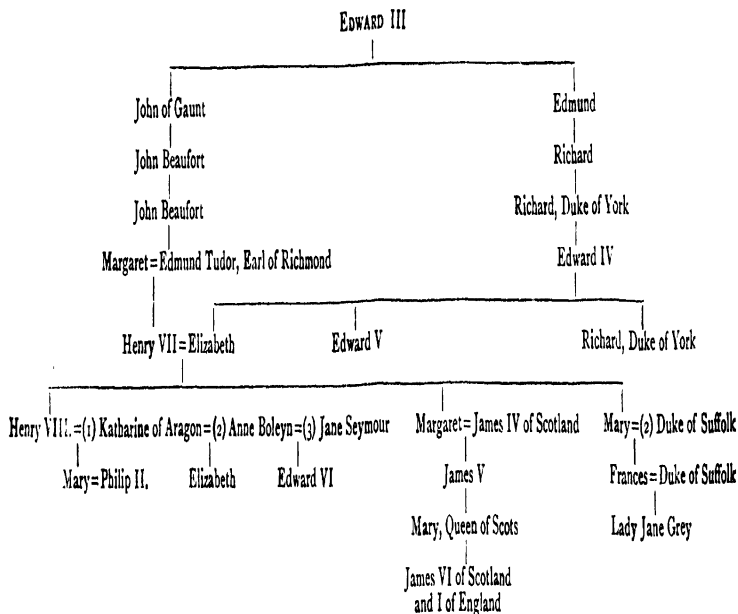 EDWARD III
John of Gaunt Edmund
John Beaufort Richard
John Beaufort Richard, Duke of York
Margaret=Edmund Tudor, Earl of Richmond Edward IV
Henry VII=Elizabeth Edward V Richard, Duke of York
Henry VIII.=(1) Katharine of Aragon=(2) Anne Boleyn=(3) Jane Seymour Margaret=James IV of Scotland Mary=(2) Duke of Suffolk
Mary=Philip II. Elizabeth Edward VI James V Frances=Duke of Suffolk
Mary, Queen of Scots Lady Jane Grey
James VI of Scotland
and I of England